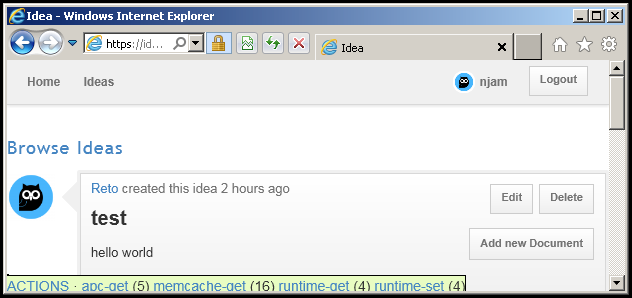 Idea - Windows Internet Explorer
https://id...
Idea
Home Ideas njam Logout
Browse Ideas
Reto created this idea 2 hours ago
Edit Delete
test
Add new Document
hello world
ACTIONS · apc-get (5) memcache-get (16) runtime-get (4) runtime-set (4)